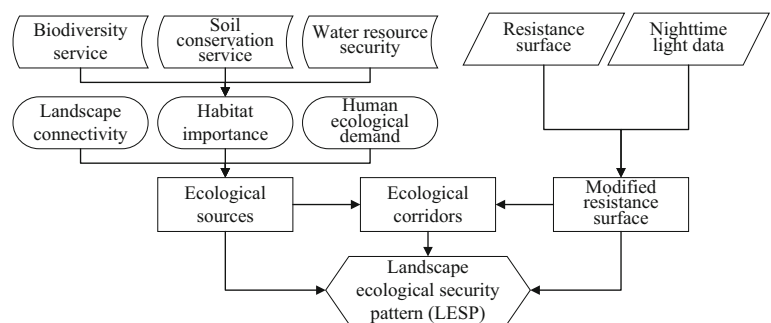 Biodiversity
service
Soil
conservation
service
Water resource
security
Resistance
surface
Nighttime
light data
Landscape
connectivity
Habitat
importance
Human
ecological
demand
Ecological
sources
Ecological
corridors
Modified
resistance
surface
Landscape
ecological security
pattern (LESP)